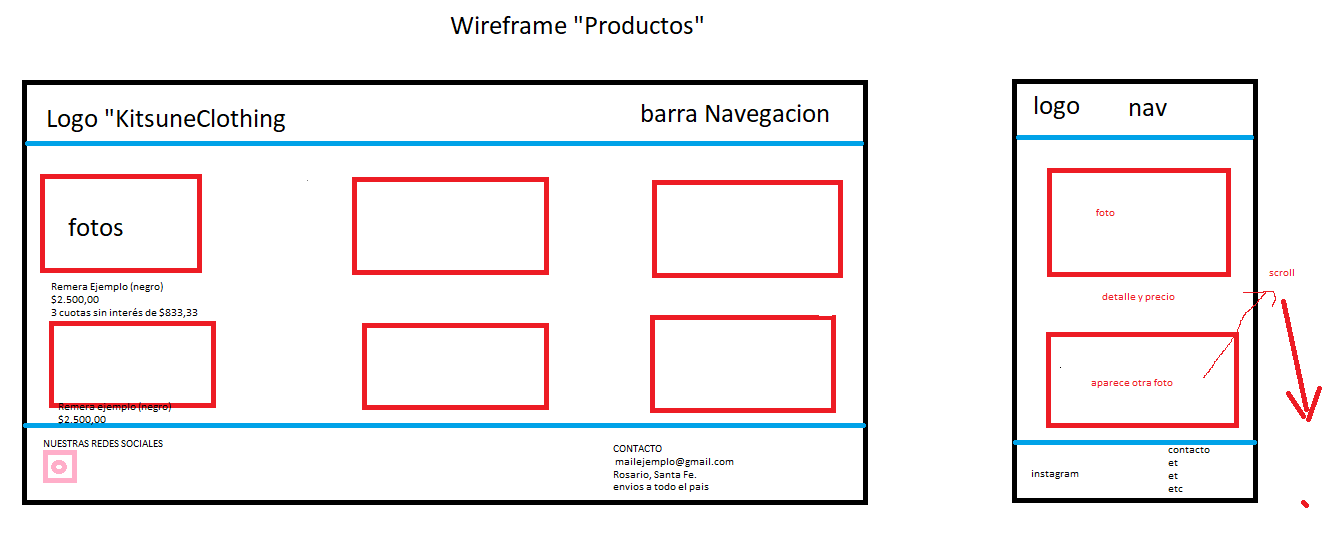 Wireframe "Productos"
Logo "KitsuneClothing
barra Navegacion
fotos
Remera Ejemplo (negro)
$2.500,00
3 cuotas sin interés de $833,33
Remera ejemplo (negro)
$2.500,00
NUESTRAS REDES SOCIALES
CONTACTO
mailejemplo@gmail.com
Rosario, Santa Fe.
envios a todo el pais
logo
nav
foto
scroll
detalle y precio
aparece otra foto
instagram
contacto
et
et
etc